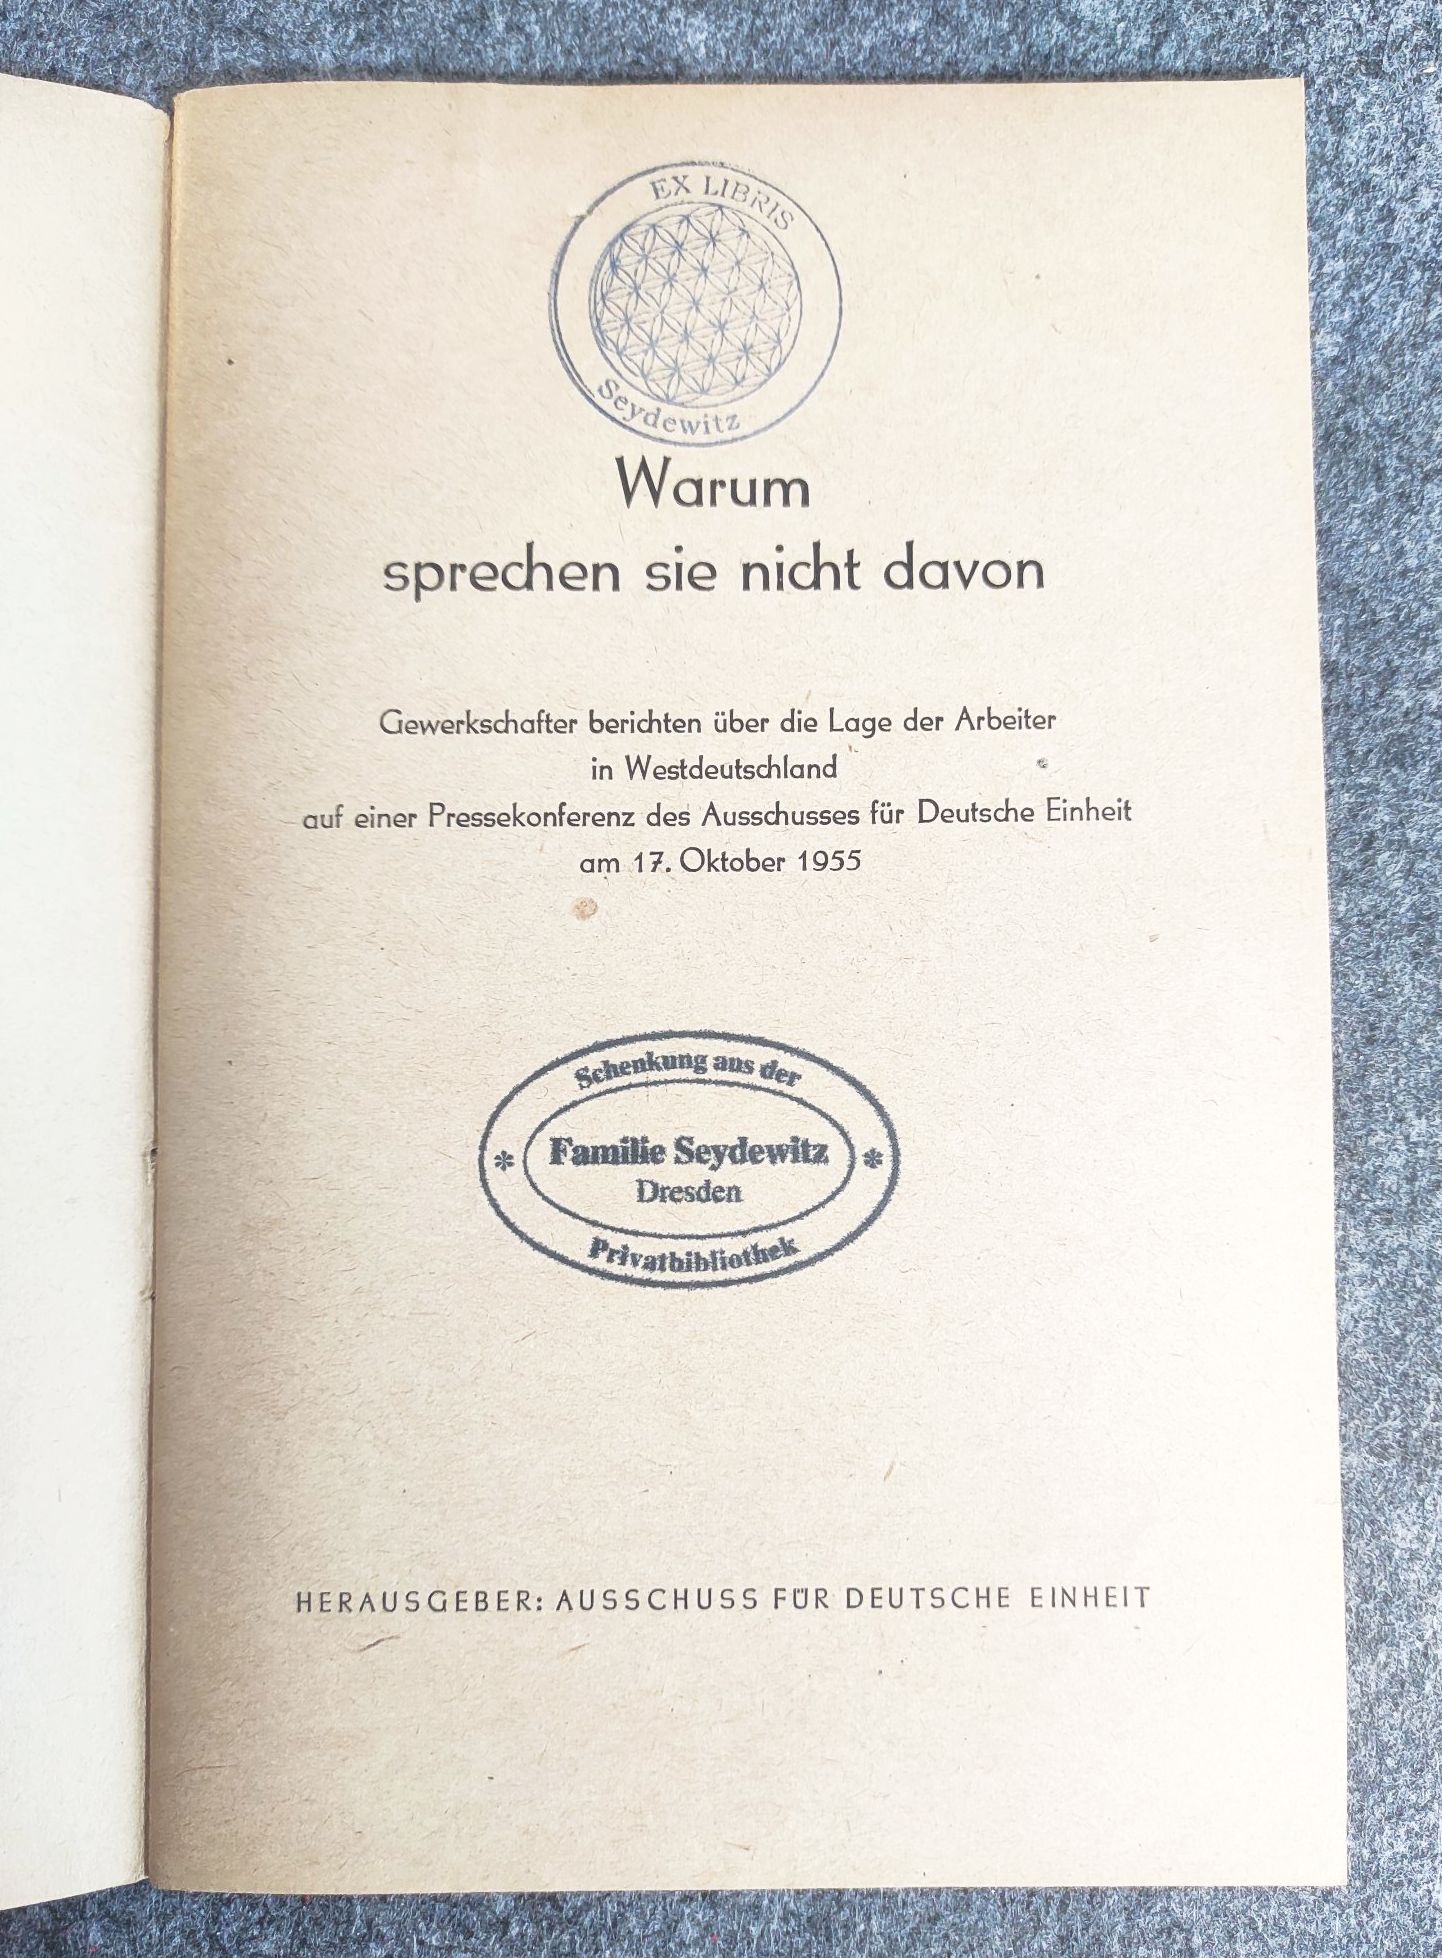 EX LIBRIS
Seydewitz
Warum
sprechen sie nicht davon
Gewerkschafter berichten über die Lage der Arbeiter
in Westdeutschland
auf einer Pressekonferenz des Ausschusses für Deutsche Einheit
am 17. Oktober 1955
Schenkung aus der
* Familie Seydewitz *
Dresden
Privatbibliothek
HERAUSGEBER: AUSSCHUSS FÜR DEUTSCHE EINHEIT